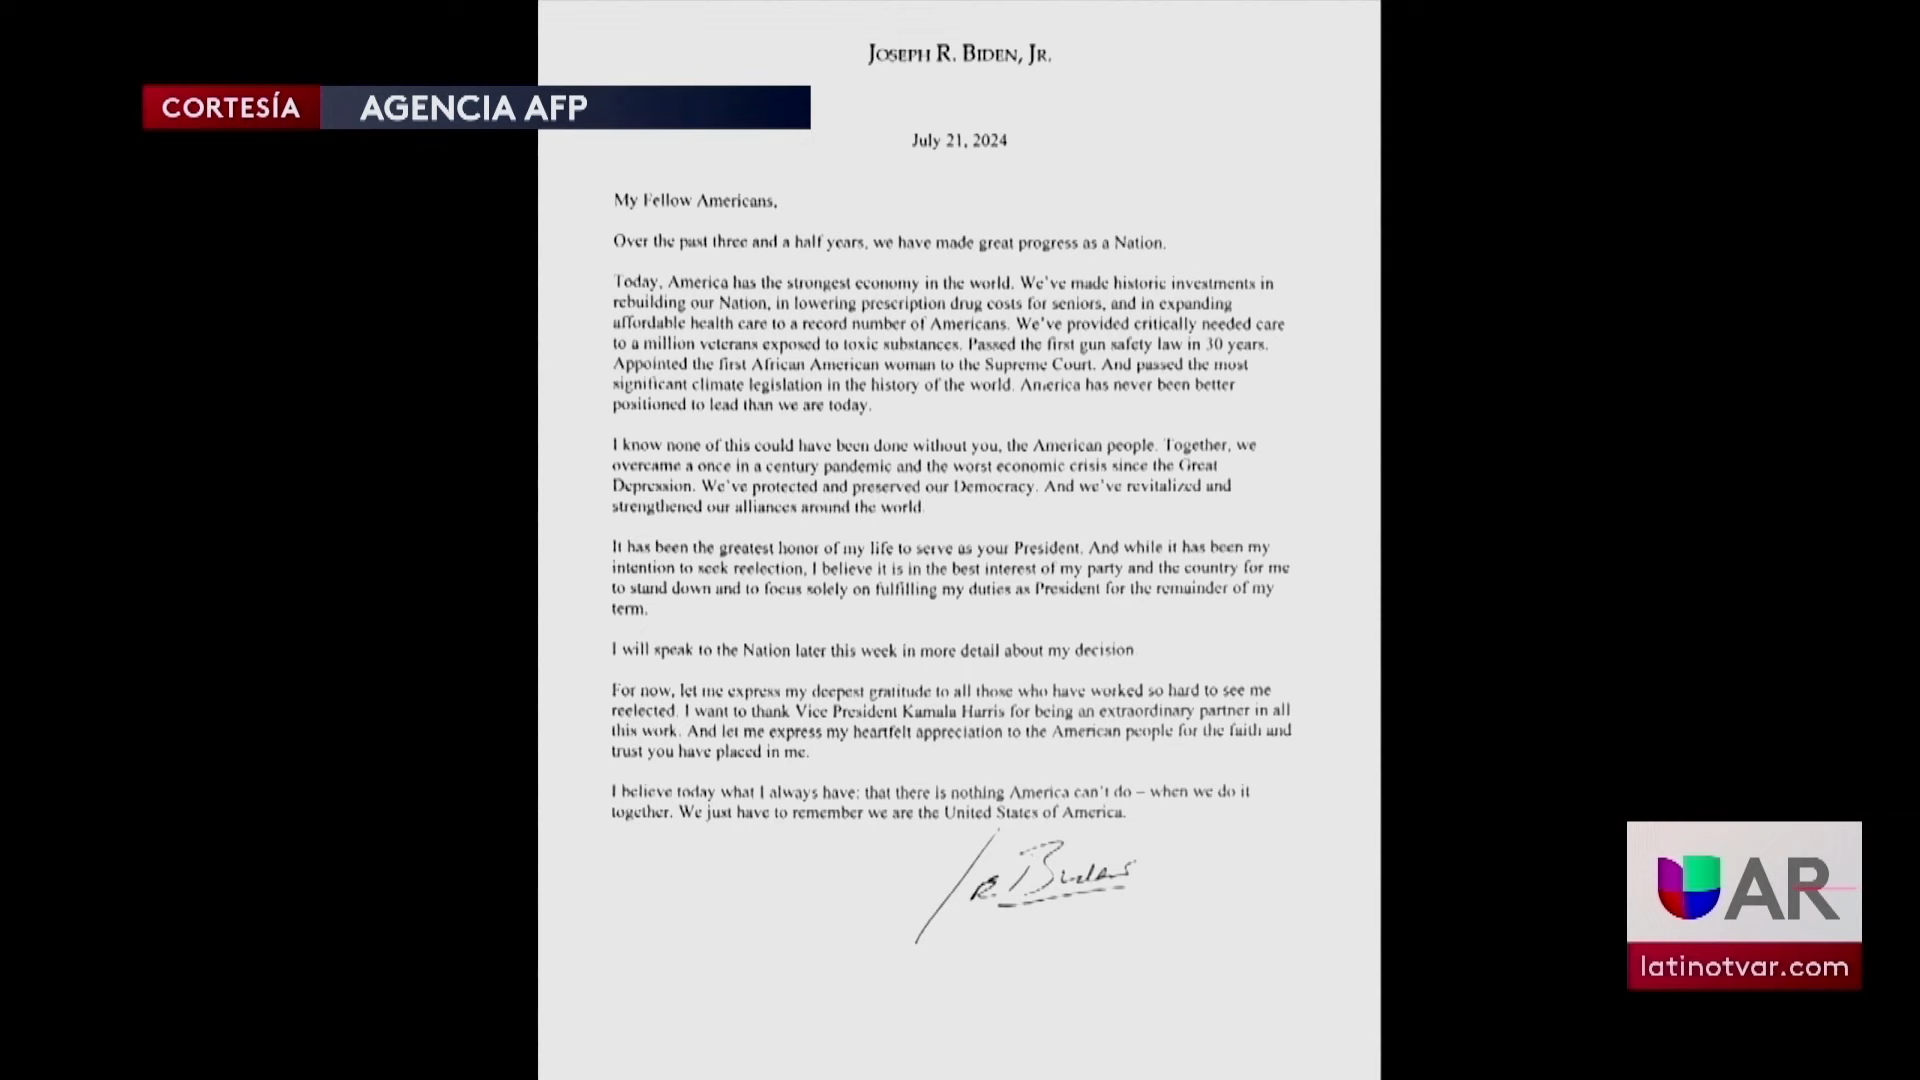 JOSEPH R. BIDEN, JR.
CORTESÍA
AGENCIA AFP
July 21, 2024
My Fellow Americans,
Over the past three and a half years, we have made great progress as a Nation.
Today, America has the strongest economy in the world. We've made historic investments in
rebuilding our Nation, in lowering prescription drug costs for seniors, and in expanding
affordable health care to a record number of Americans. We've provided critically needed care
to a million veterans exposed to toxic substances. Passed the first gun safety law in 30 years.
Appointed the first African American woman to the Supreme Court. And passed the most
significant climate legislation in the history of the world. America has never been better
positioned to lead than we are today.
I know none of this could have been done without you, the American people. Together, we
overcame a once in a century pandemic and the worst economic crisis since the Great
Depression. We've protected and preserved our Democracy. And we've revitalized and
strengthened our alliances around the world.
It has been the greatest honor of my life to serve as your President. And while it has been my
intention to seek reelection, I believe it is in the best interest of my party and the country for me
to stand down and to focus solely on fulfilling my duties as President for the remainder of my
term.
I will speak to the Nation later this week in more detail about my decision.
For now, let me express my deepest gratitude to all those who have worked so hard to see me
reelected. I want to thank Vice President Kamala Harris for being an extraordinary partner in all
this work. And let me express my heartfelt appreciation to the American people for the faith and
trust you have placed in me.
I believe today what I always have: that there is nothing America can't do – when we do it
together. We just have to remember we are the United States of America.
R. Biden
AR
latinotvar.com